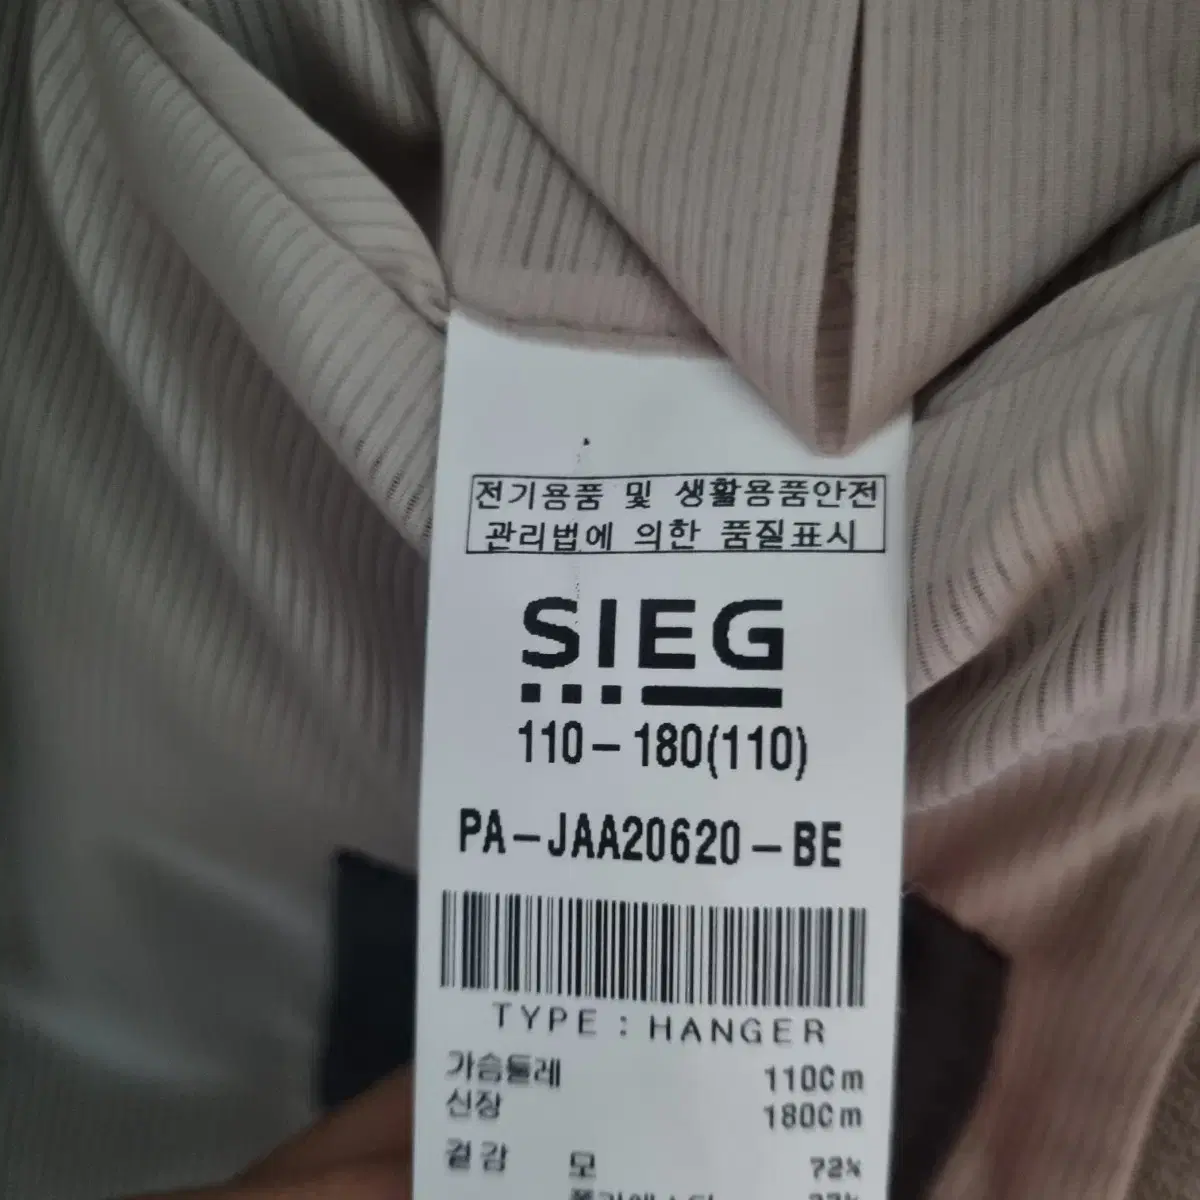 전기용품 및 생활용품안전
관리법에 의한 품질표시
SIEG
110-180(110)
PA-JAA20620-BE
TYPE : HANGER
가슴둘레 110Cm
신장 180Cm
겉감 모 72%